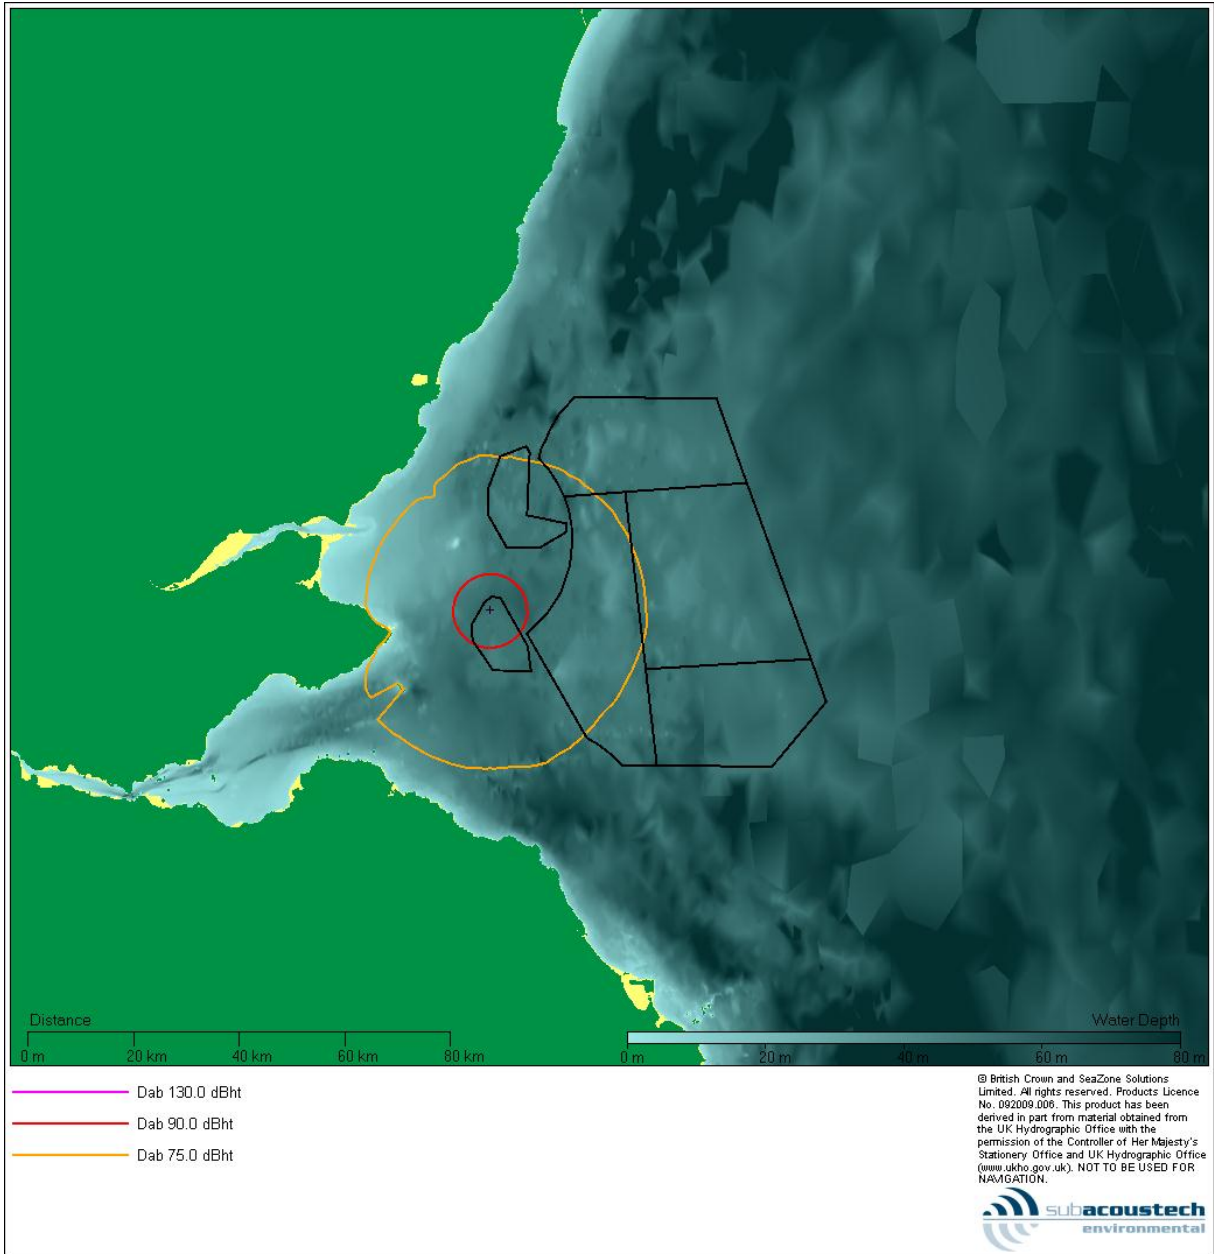 Distance
Water Depth
0 m 20 km 40 km 60 km 80 km
0 m 20 m 40 m 60 m 80 m
Dab 130.0 dBht
Dab 90.0 dBht
Dab 75.0 dBht
© British Crown and SeaZone Solutions
Limited. All rights reserved. Products Licence
No. 092009.006. This product has been
derived in part from material obtained from
the UK Hydrographic Office with the
permission of the Controller of Her Majesty's
Stationery Office and UK Hydrographic Office
(www.ukho.gov.uk). NOT TO BE USED FOR
NAVIGATION.
subacoustech
environmental